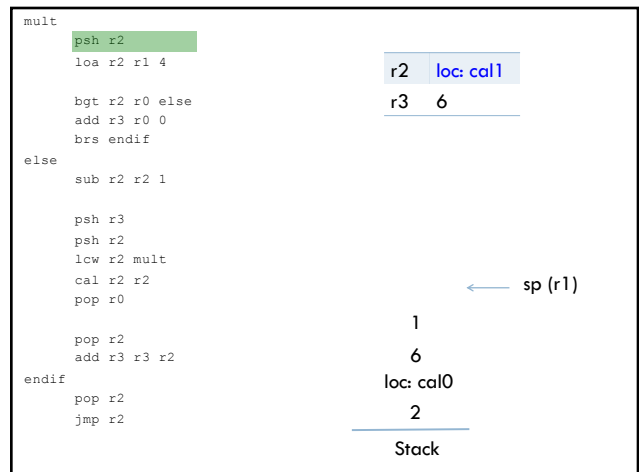 mult
psh r2
loa r2 r1 4
bgt r2 r0 else
add r3 r0 0
brs endif
else
sub r2 r2 1
psh r3
psh r2
lcw r2 mult
cal r2 r2
pop r0
pop r2
add r3 r3 r2
endif
pop r2
jmp r2
r2 loc: cal1
r3 6
sp (r1)
1
6
loc: cal0
2
Stack